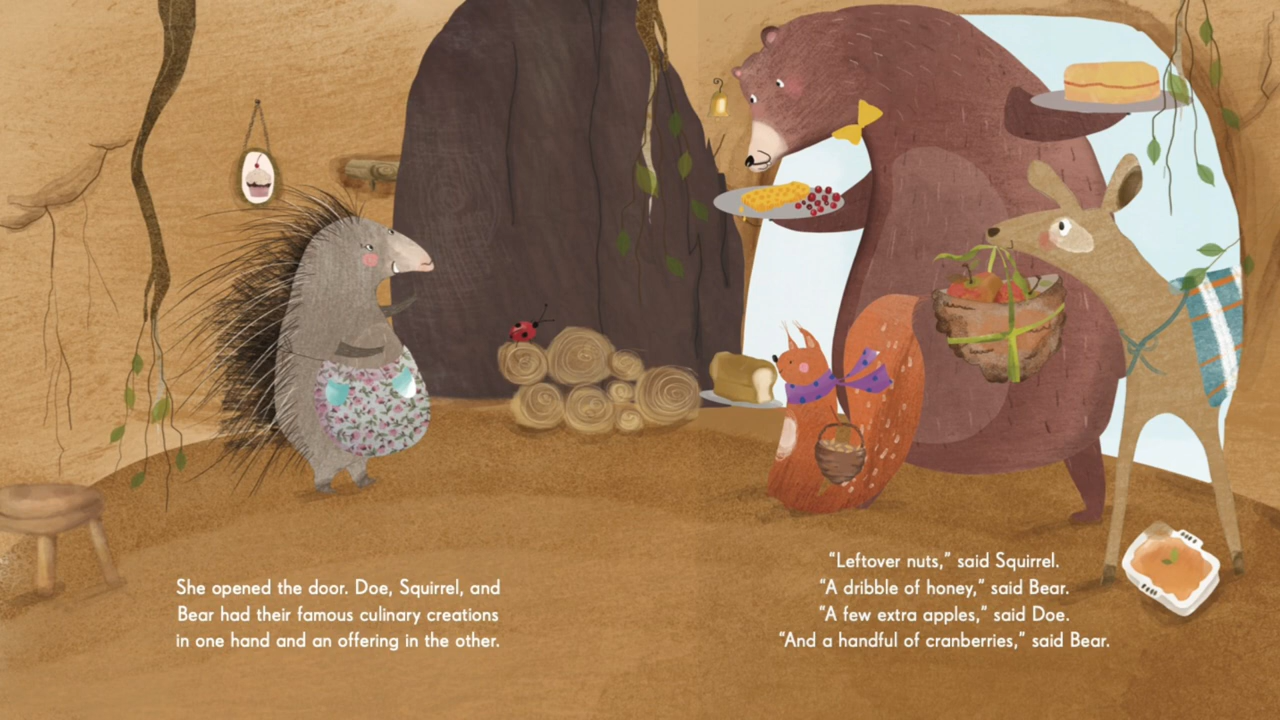 She opened the door. Doe, Squirrel, and
Bear had their famous culinary creations
in one hand and an offering in the other.
“Leftover nuts,” said Squirrel.
“A dribble of honey,” said Bear.
“A few extra apples,” said Doe.
“And a handful of cranberries,” said Bear.